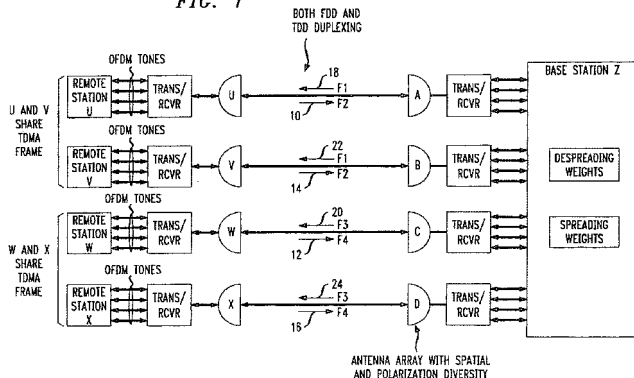 FIG. 1
BOTH FDD AND
TDD DUPLEXING
OFDM TONES
BASE STATION Z
REMOTE
STATION
U
TRANS/
RCVR
U
18
F1
F2
10
A
TRANS/
RCVR
U AND V
SHARE
TDMA
FRAME
OFDM TONES
REMOTE
STATION
V
TRANS/
RCVR
V
22
F1
F2
14
B
TRANS/
RCVR
DESPREADING
WEIGHTS
OFDM TONES
REMOTE
STATION
W
TRANS/
RCVR
W
20
F3
F4
12
C
TRANS/
RCVR
SPREADING
WEIGHTS
W AND X
SHARE
TDMA
FRAME
OFDM TONES
REMOTE
STATION
X
TRANS/
RCVR
X
24
F3
F4
16
D
TRANS/
RCVR
ANTENNA ARRAY WITH SPATIAL
AND POLARIZATION DIVERSITY